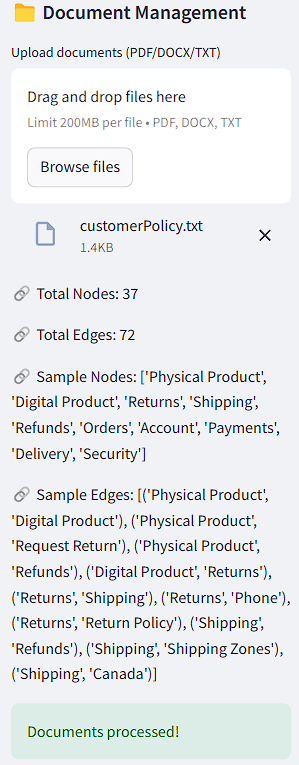 Document Management
Upload documents (PDF/DOCX/TXT)
Drag and drop files here
Limit 200MB per file • PDF, DOCX, TXT
Browse files
customerPolicy.txt
1.4KB
Total Nodes: 37
Total Edges: 72
Sample Nodes: ['Physical Product',
'Digital Product', 'Returns', 'Shipping',
'Refunds', 'Orders', 'Account', 'Payments',
'Delivery', 'Security']
Sample Edges: [('Physical Product',
'Digital Product'), ('Physical Product',
'Request Return'), ('Physical Product',
'Refunds'), ('Digital Product', 'Returns'),
('Returns', 'Shipping'), ('Returns', 'Phone'),
('Returns', 'Return Policy'), ('Shipping',
'Refunds'), ('Shipping', 'Shipping Zones'),
('Shipping', 'Canada')]
Documents processed!